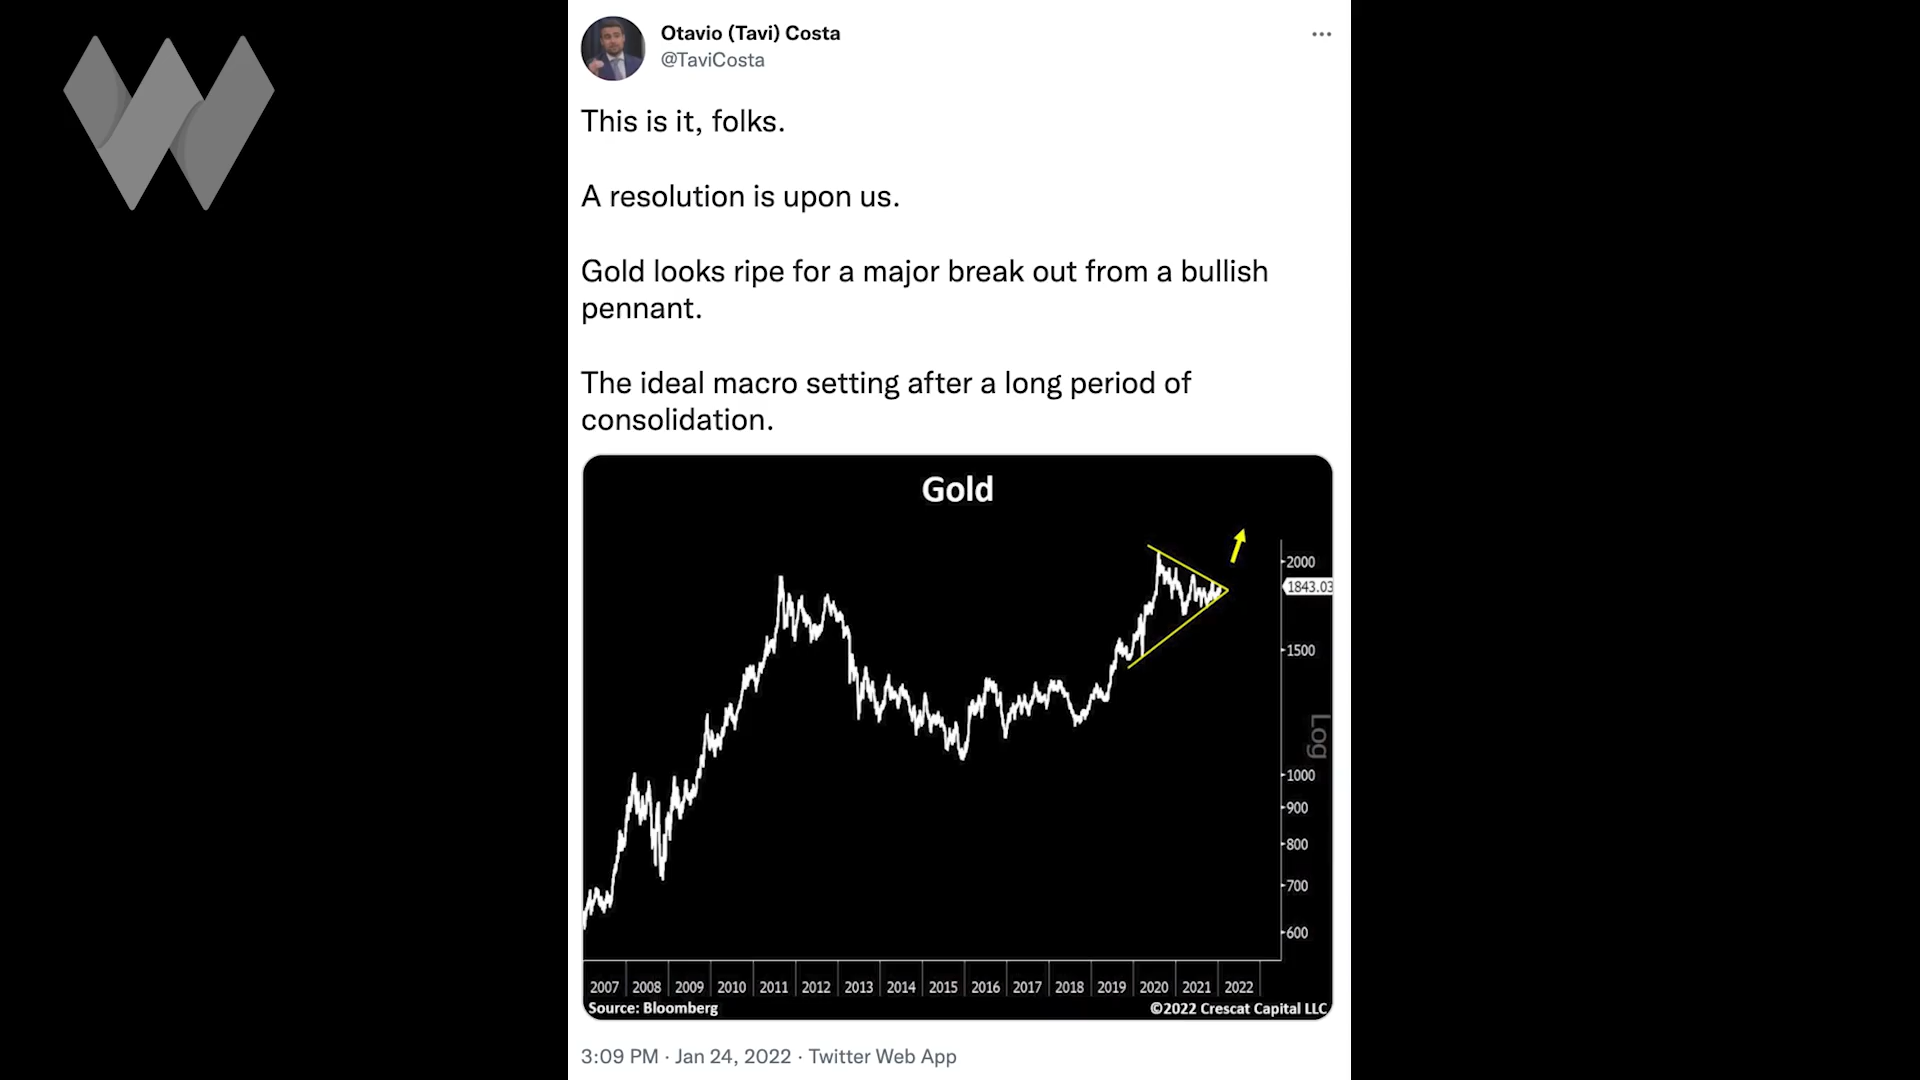 Otavio (Tavi) Costa
@TaviCosta
This is it, folks.
A resolution is upon us.
Gold looks ripe for a major break out from a bullish
pennant.
The ideal macro setting after a long period of
consolidation.
Gold
2000
1843.03
1500
Log
1000
900
800
700
600
2007 2008 2009 2010 2011 2012 2013 2014 2015 2016 2017 2018 2019 2020 2021 2022
Source: Bloomberg
©2022 Crescat Capital LLC
3:09 PM · Jan 24, 2022 · Twitter Web App